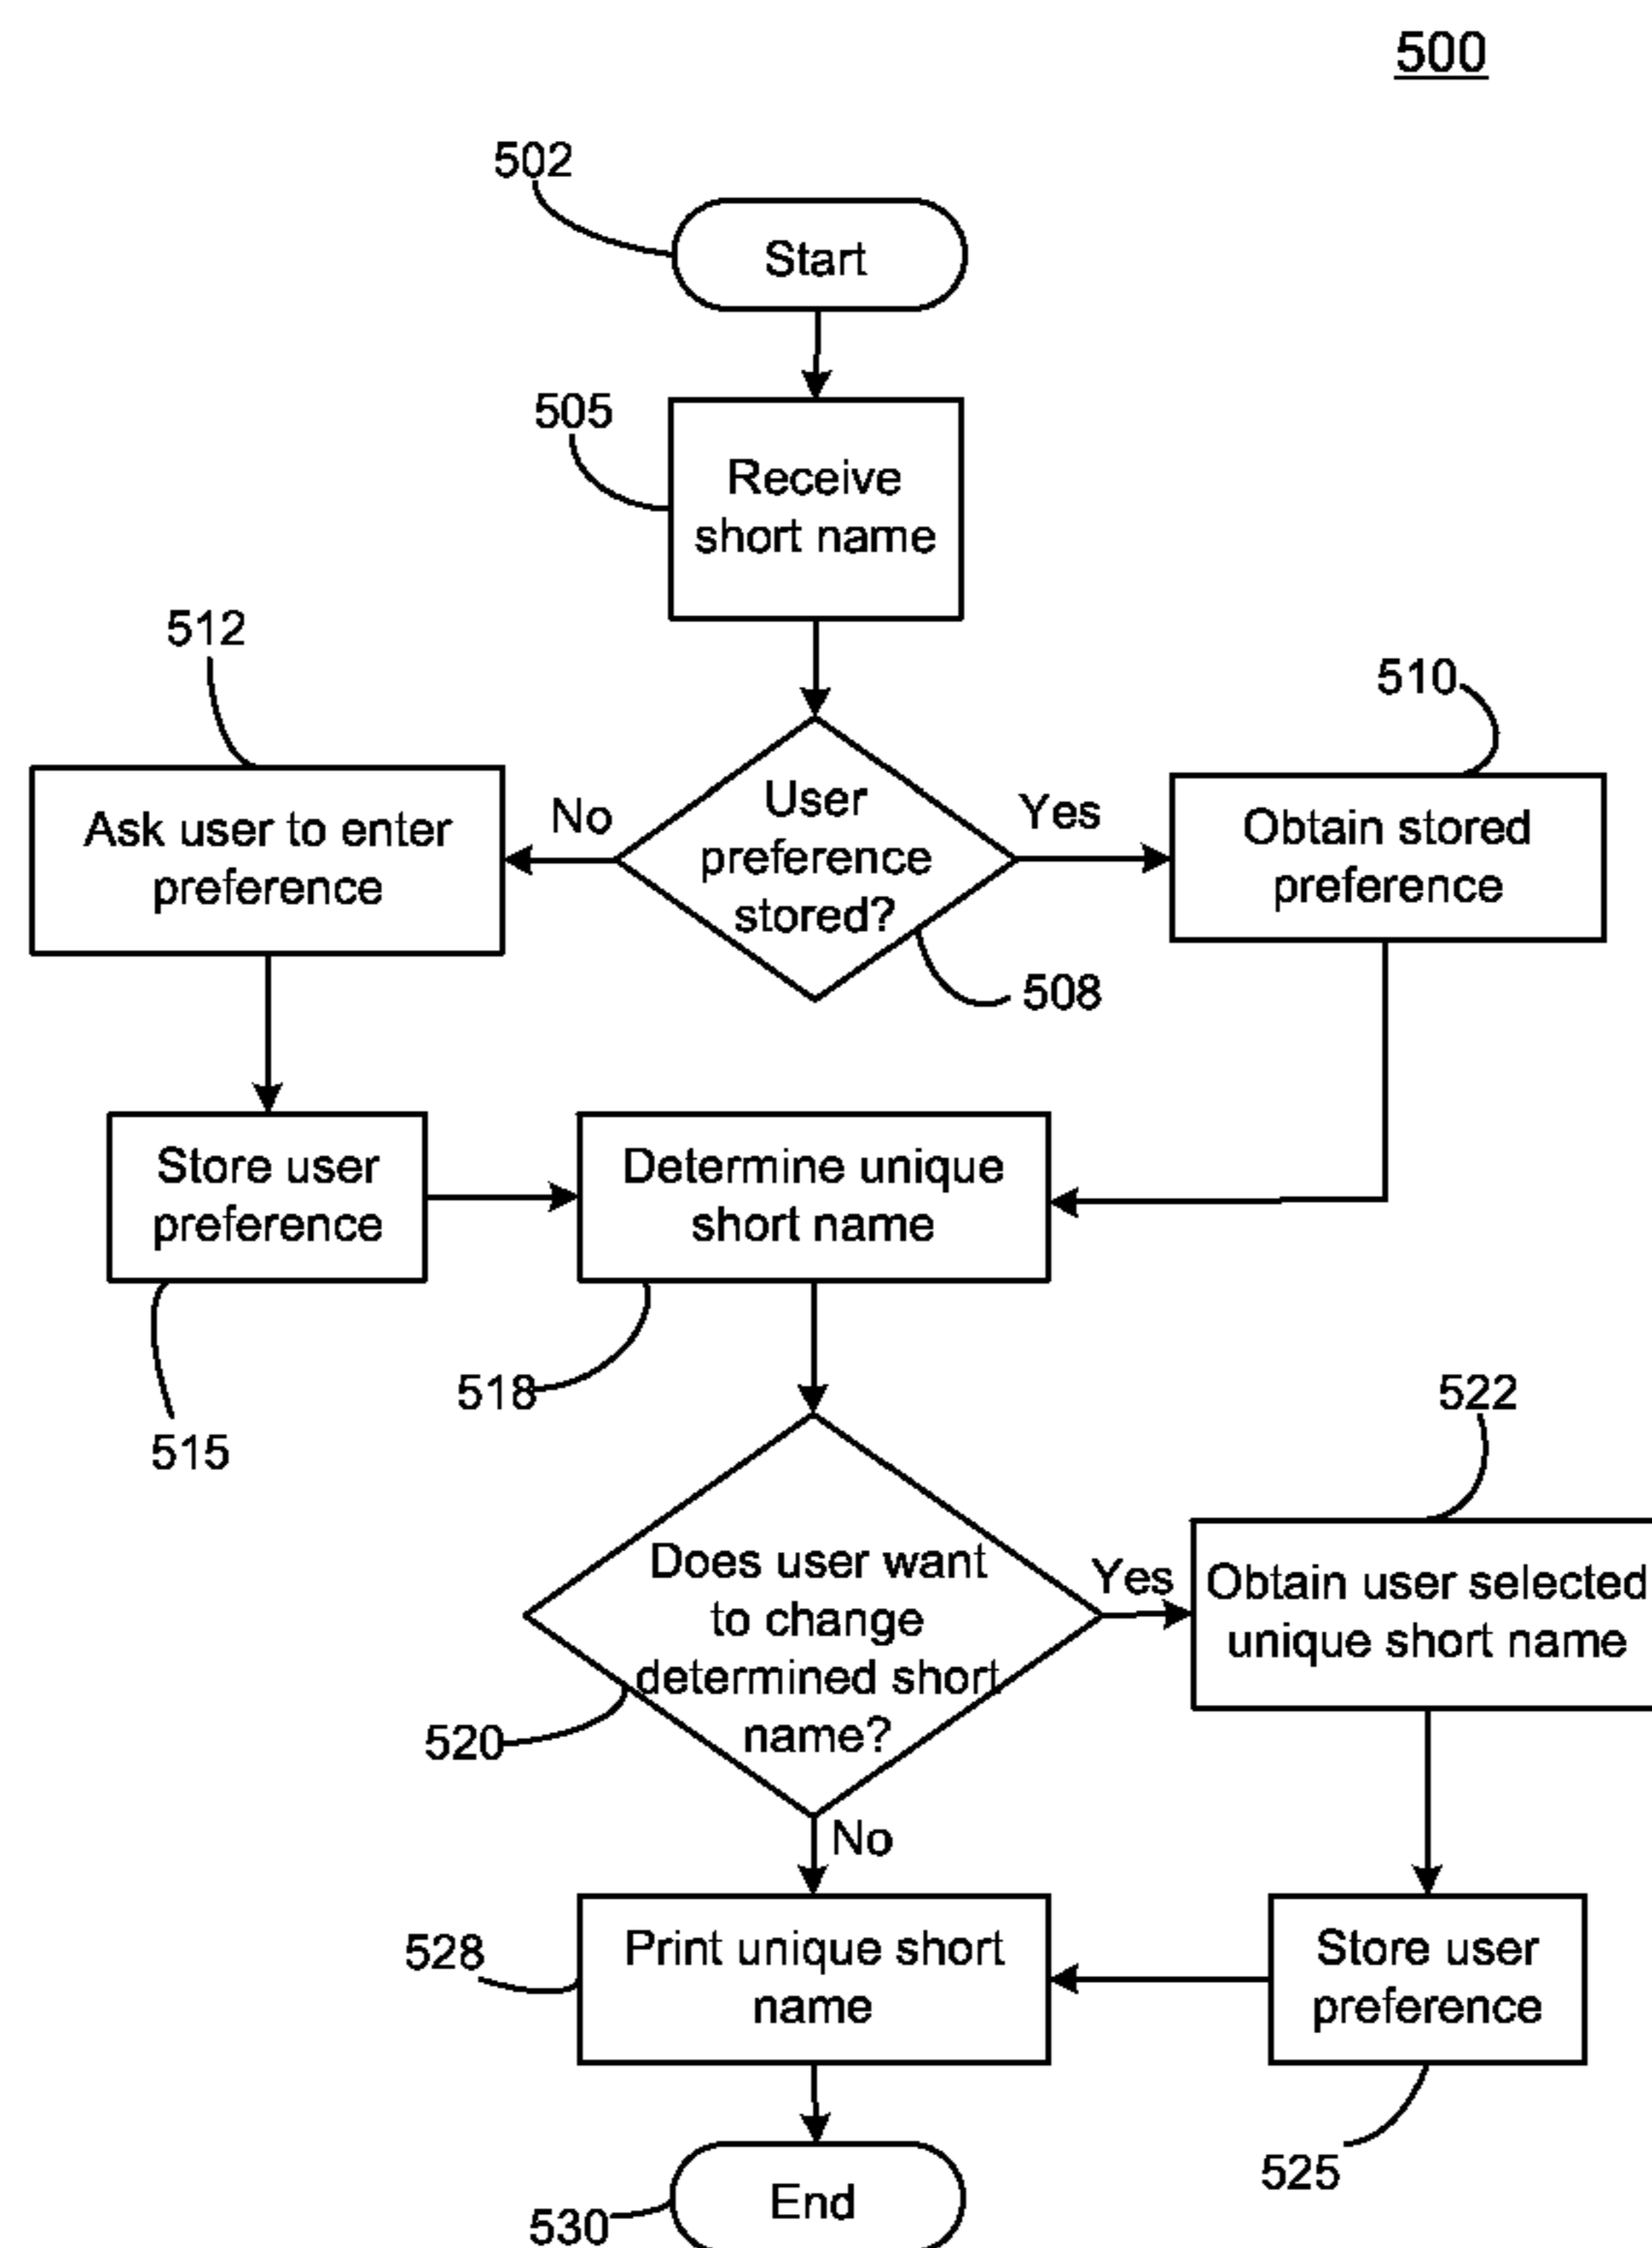 500
502
Start
505
Receive
short name
512
510
Ask user to enter
preference
No
User
preference
stored?
Yes
Obtain stored
preference
508
Store user
preference
Determine unique
short name
515
518
522
Does user want
to change
determined short
name?
Yes
Obtain user selected
unique short name
520
No
528
Print unique short
name
Store user
preference
525
530
End